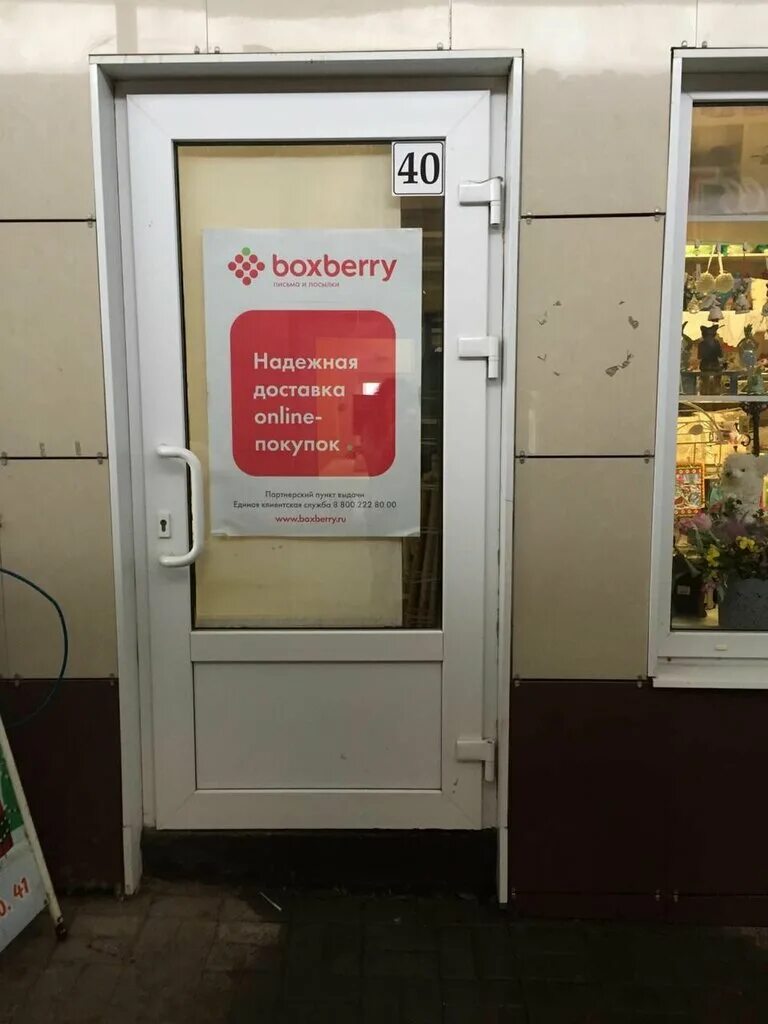 40
boxberry
письма и посылки
Надежная
доставка
online-
покупок
Партнерский пункт выдачи
Единая клиентская служба 8 800 222 80 00
www.boxberry.ru
41